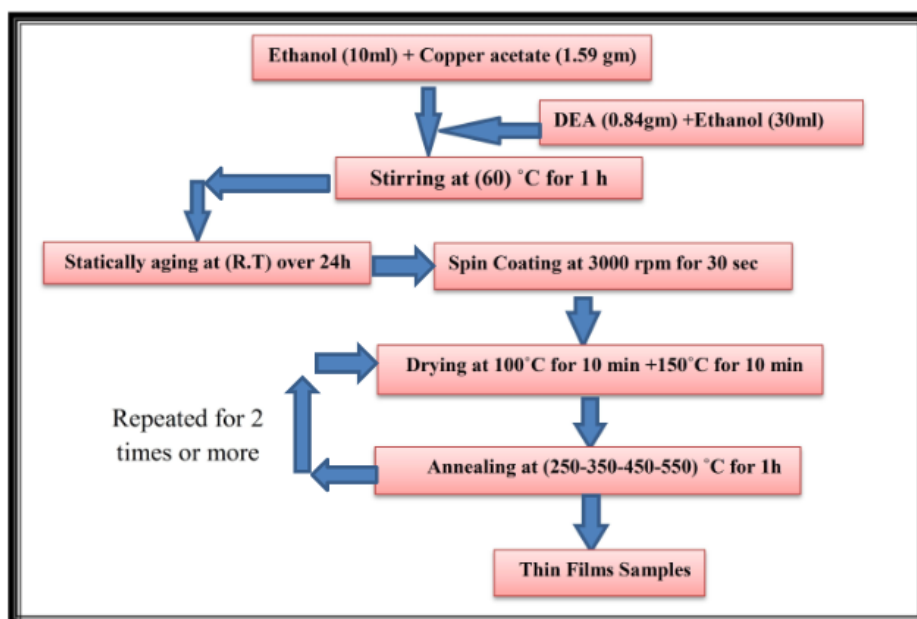 Ethanol (10ml) + Copper acetate (1.59 gm)
DEA (0.84gm) +Ethanol (30ml)
Stirring at (60) ˚C for 1 h
Statically aging at (R.T) over 24h
Spin Coating at 3000 rpm for 30 sec
Drying at 100˚C for 10 min +150˚C for 10 min
Repeated for 2
times or more
Annealing at (250-350-450-550) ˚C for 1h
Thin Films Samples